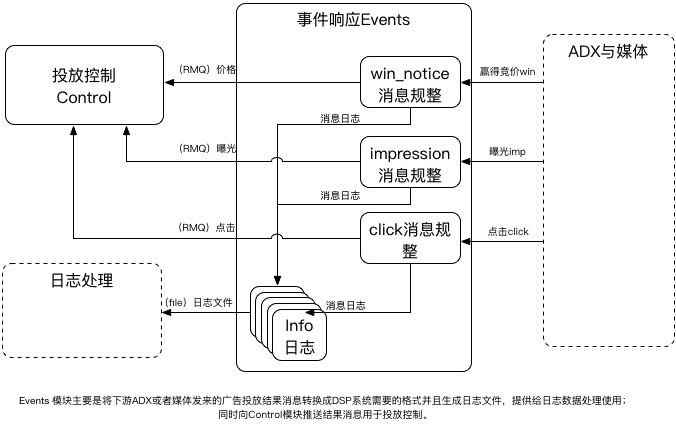 事件响应Events
ADX与媒体
投放控制
Control
（RMQ）价格
win_notice
消息规整
赢得竞价win
消息日志
（RMQ）曝光
impression
消息规整
曝光imp
消息日志
（RMQ）点击
click消息规
整
点击click
日志处理
（file）日志文件
消息日志
Info
日志
Events 模块主要是将下游ADX或者媒体发来的广告投放结果消息转换成DSP系统需要的格式并且生成日志文件，提供给日志数据处理使用；
同时向Control模块推送结果消息用于投放控制。